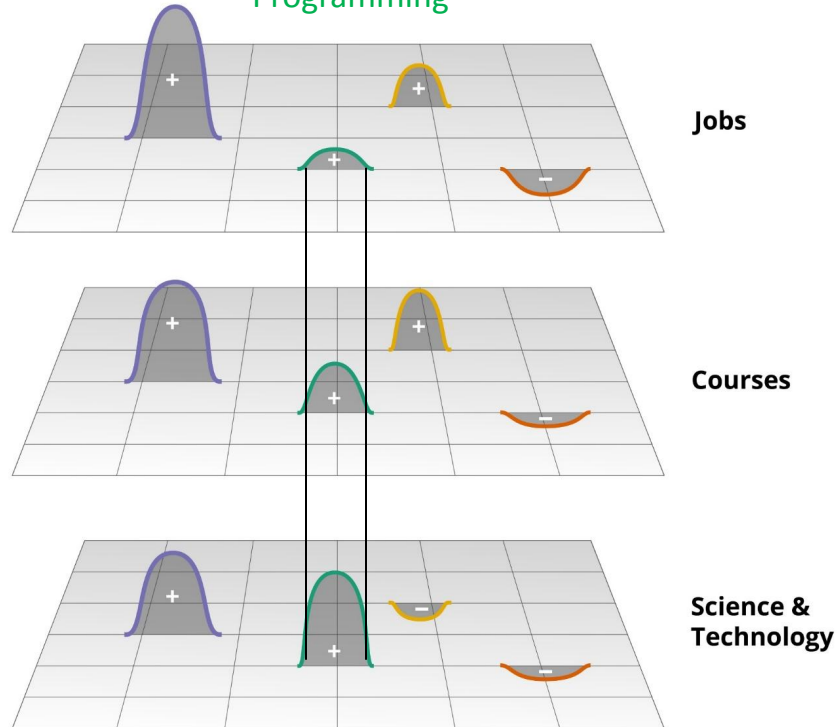 Programming
+
+
Jobs
+
−
+
+
Courses
+
−
+
−
Science &
Technology
+
−